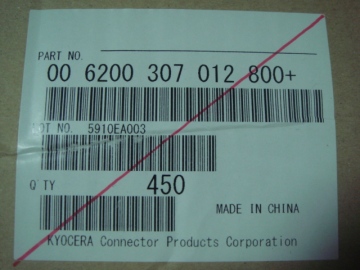 PART NO.
00 6200 307 012 800+
LOT NO. 5910EA003
Q'TY 450
MADE IN CHINA
KYOCERA Connector Products Corporation